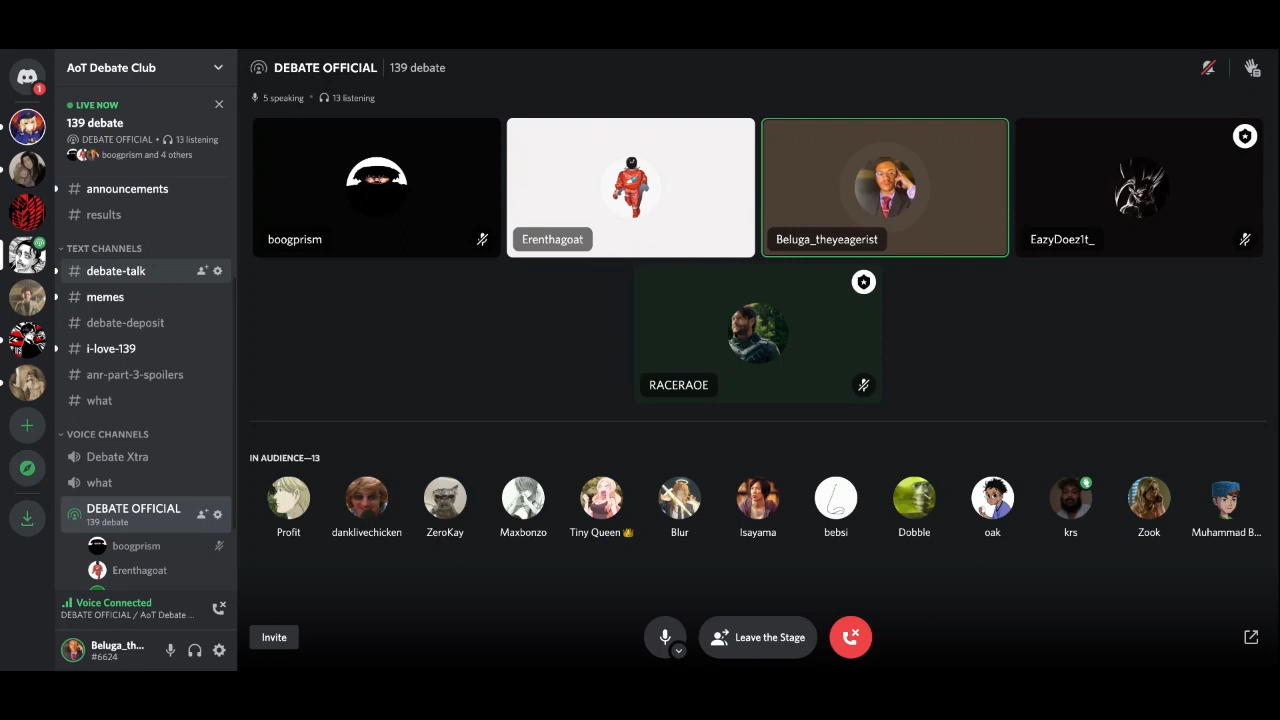 AoT Debate Club
LIVE NOW
139 debate
DEBATE OFFICIAL • 13 listening
boogprism and 4 others
announcements
results
TEXT CHANNELS
debate-talk
memes
debate-deposit
i-love-139
anr-part-3-spoilers
what
VOICE CHANNELS
Debate Xtra
what
DEBATE OFFICIAL
139 debate
boogprism
Erenthagoat
Voice Connected
DEBATE OFFICIAL / AoT Debate ...
Beluga_th...
#6624
1
DEBATE OFFICIAL 139 debate
5 speaking • 13 listening
boogprism
Erenthagoat
Beluga_theyeagerist
EazyDoez1t_
RACERAOE
IN AUDIENCE—13
Profit
danklivechicken
ZeroKay
Maxbonzo
Tiny Queen 👑
Blur
Isayama
bebsi
Dobble
oak
krs
Zook
Muhammad B...
Invite
Leave the Stage